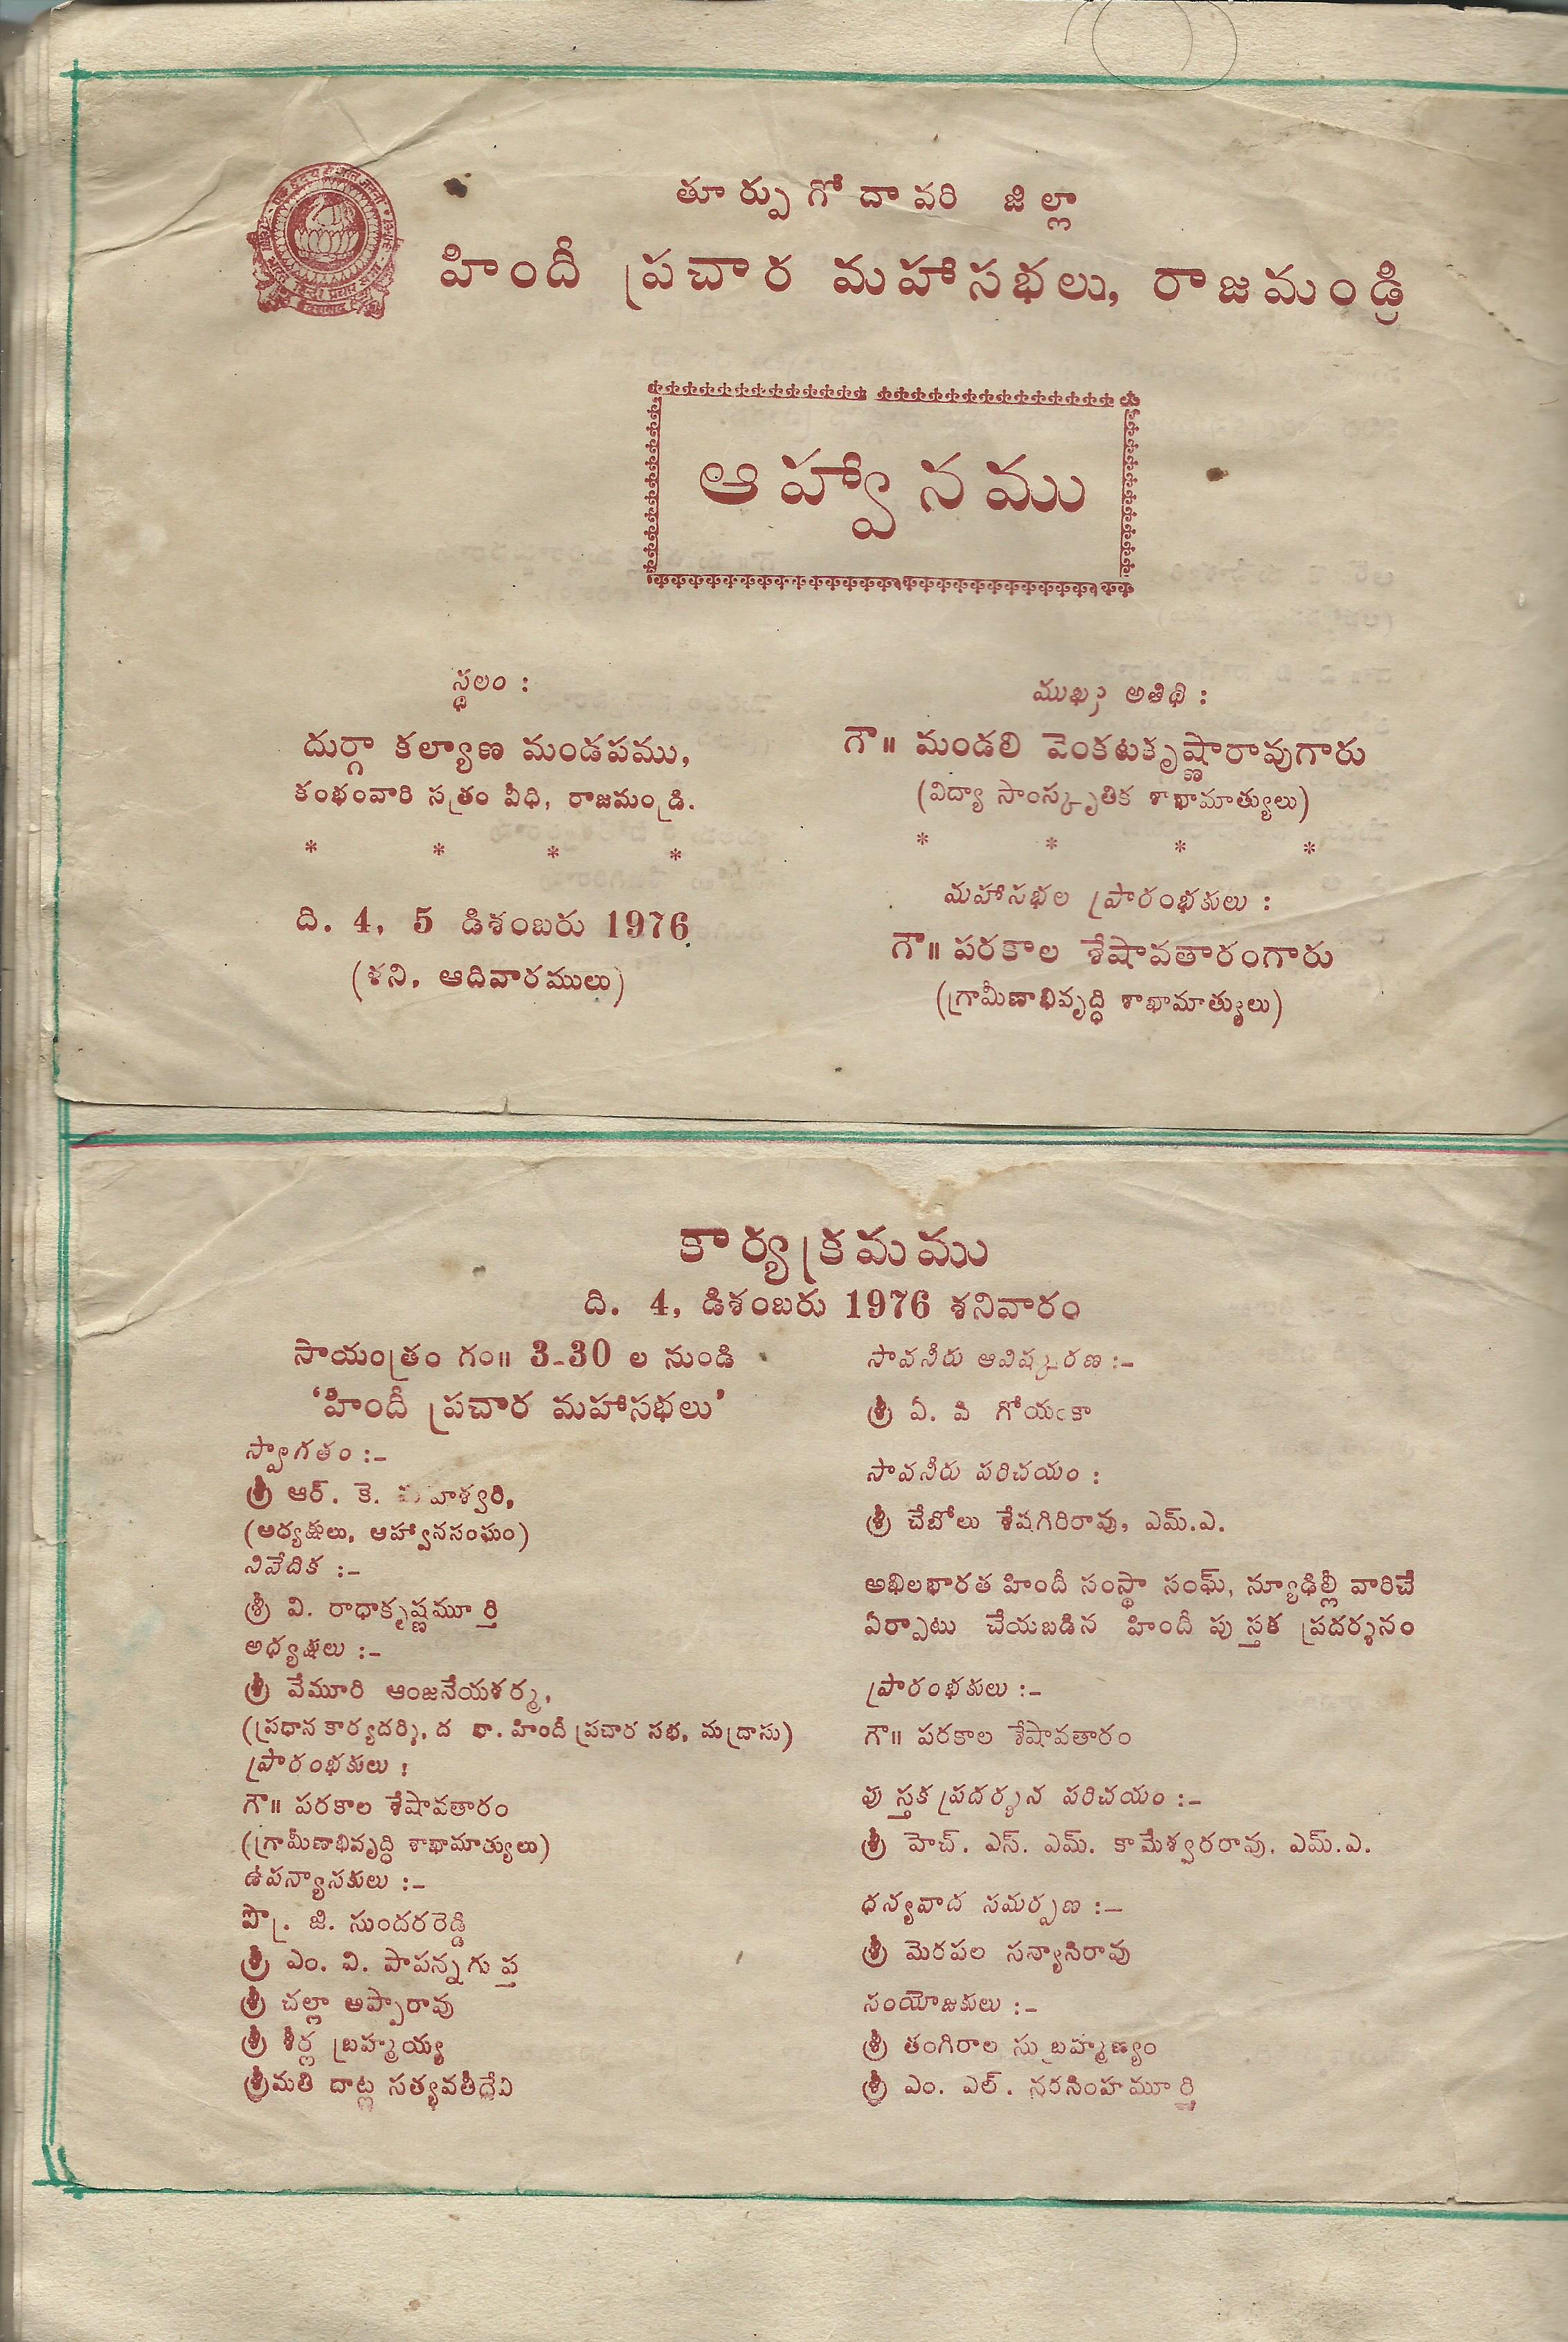 తూర్పు గోదావరి జిల్లా
హిందీ ప్రచార మహాసభలు, రాజమండ్రి
ఆహ్వానము
స్థలం :
దుర్గా కల్యాణ మండపము,
కంభంవారి సత్రం వీధి, రాజమండ్రి.
* * * *
ది. 4, 5 డిశంబరు 1976
(శని, ఆదివారములు)
ముఖ్య అతిథి :
గౌ॥ మండలి వెంకటకృష్ణారావుగారు
(విద్యా సాంస్కృతిక శాఖామాత్యులు)
* * * *
మహాసభల ప్రారంభకులు :
గౌ॥ పరకాల శేషావతారంగారు
(గ్రామీణాభివృద్ధి శాఖామాత్యులు)
కార్యక్రమము
ది. 4, డిశంబరు 1976 శనివారం
సాయంత్రం గం॥ 3-30 ల నుండి
‘హిందీ ప్రచార మహాసభలు’
స్వాగతం :-
శ్రీ ఆర్. కె.
(అధ్యక్షులు, ఆహ్వానసంఘం)
నివేదిక :-
శ్రీ వి. రాధాకృష్ణమూర్తి
అధ్యక్షులు :-
శ్రీ వేమూరి ఆంజనేయశర్మ,
(ప్రధాన కార్యదర్శి, ద భా. హిందీ ప్రచార సభ, మద్రాసు)
ప్రారంభకులు :
గౌ॥ పరకాల శేషావతారం
(గ్రామీణాభివృద్ధి శాఖామాత్యులు)
ఉపన్యాసకులు :-
ప్రొ. జి. సుందరరెడ్డి
శ్రీ ఎం. వి. పాపన్నగుప్త
శ్రీ చల్లా అప్పారావు
శ్రీ శీర్ల బ్రహ్మయ్య
శ్రీమతి దాట్ల సత్యవతీదేవి
సావనీరు ఆవిష్కరణ :-
శ్రీ ఏ. వి గోయంకా
సావనీరు పరిచయం :
శ్రీ చేబోలు శేషగిరిరావు, ఎమ్.ఎ.
అఖిలభారత హిందీ సంస్థా సంఘ్, న్యూఢిల్లీ వారిచే
ఏర్పాటు చేయబడిన హిందీ పుస్తక ప్రదర్శనం
ప్రారంభకులు :-
గౌ॥ పరకాల శేషావతారం
పుస్తక ప్రదర్శన పరిచయం :-
శ్రీ హెచ్. ఎస్. ఎమ్. కామేశ్వరరావు. ఎమ్.ఎ.
ధన్యవాద సమర్పణ :-
శ్రీ మెరపల సన్యాసిరావు
సంయోజకులు :-
శ్రీ తంగిరాల సుబ్రహ్మణ్యం
శ్రీ ఎం. ఎల్. నరసింహమూర్తి